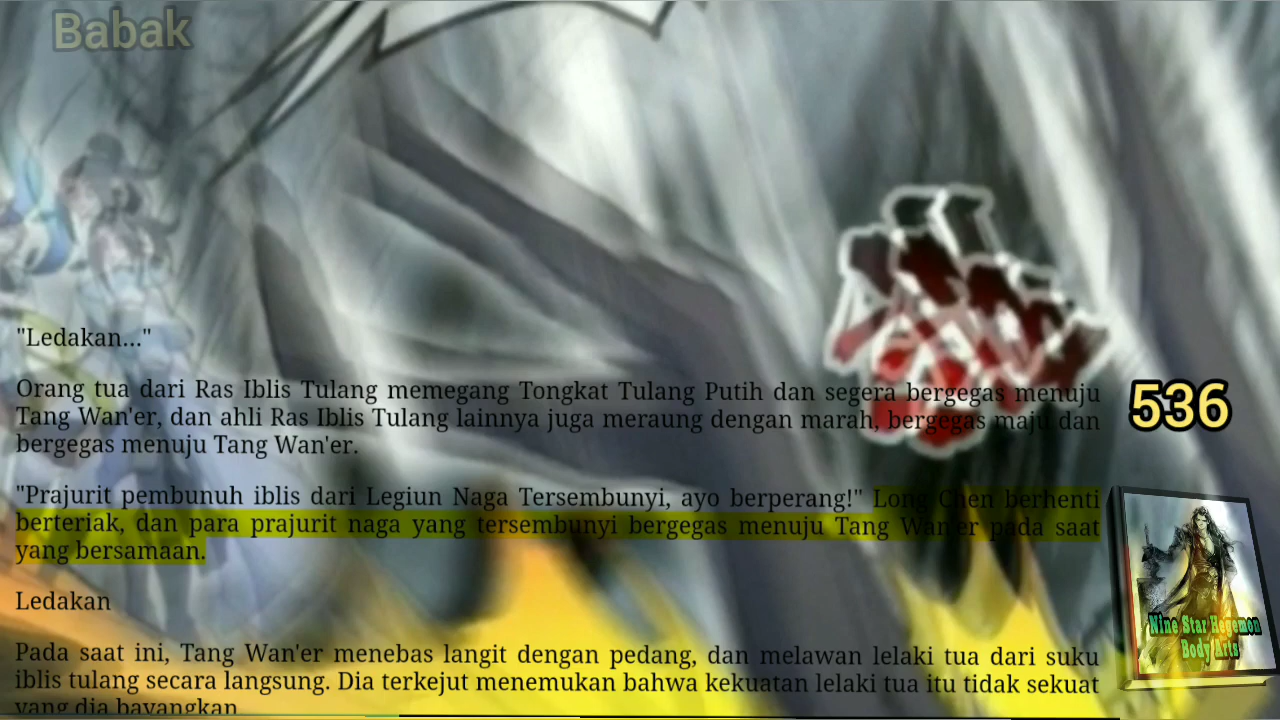 Babak
"Ledakan..."
Orang tua dari Ras Iblis Tulang memegang Tongkat Tulang Putih dan segera bergegas menuju
Tang Wan'er, dan ahli Ras Iblis Tulang lainnya juga meraung dengan marah, bergegas maju dan
bergegas menuju Tang Wan'er.
"Prajurit pembunuh iblis dari Legiun Naga Tersembunyi, ayo berperang!" Long Chen berhenti
berteriak, dan para prajurit naga yang tersembunyi bergegas menuju Tang Wan'er pada saat
yang bersamaan.
Ledakan
Pada saat ini, Tang Wan'er menebas langit dengan pedang, dan melawan lelaki tua dari suku
iblis tulang secara langsung. Dia terkejut menemukan bahwa kekuatan lelaki tua itu tidak sekuat
yang dia bayangkan
536
Nine Star Hegemon
Body Arts